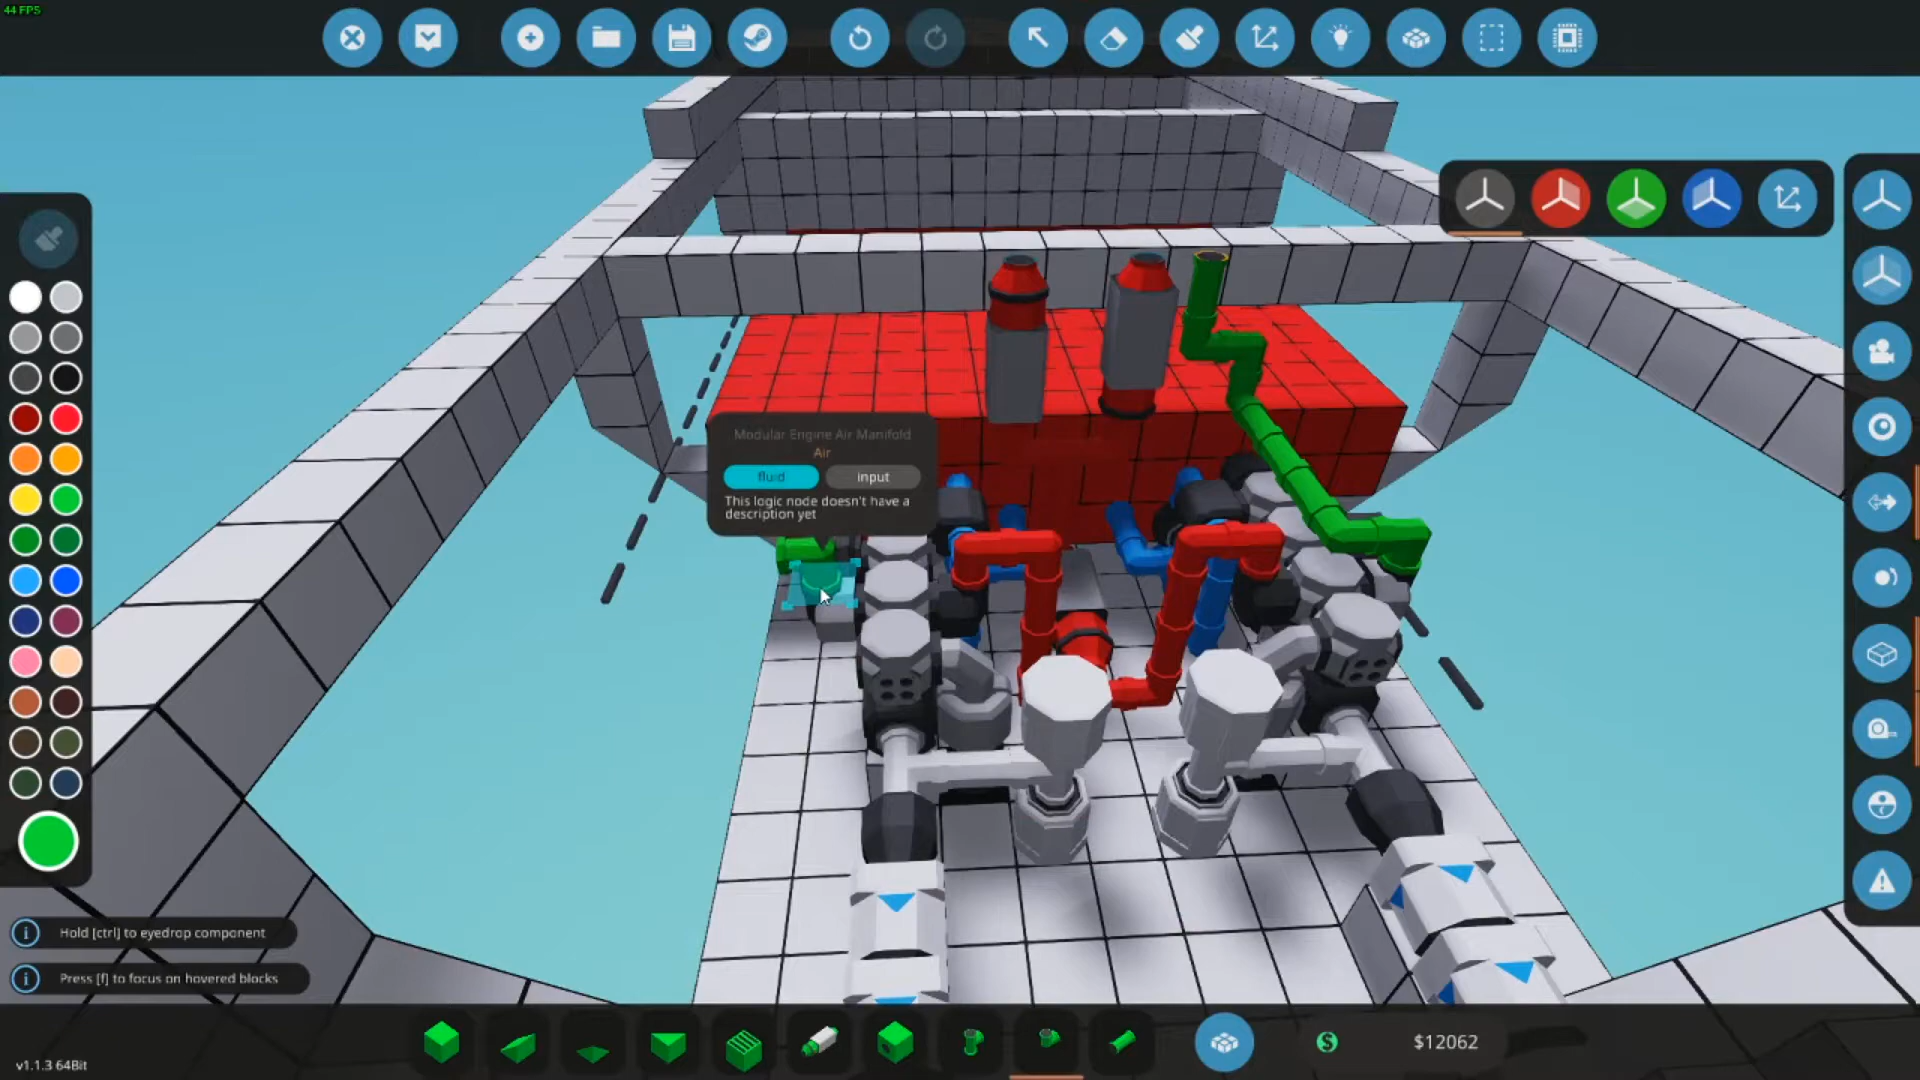 44 FPS
Modular Engine Air Manifold
Air
fluid input
This logic node doesn't have a
description yet
Hold [ctrl] to eyedrop component
Press [f] to focus on hovered blocks
$12062
v1.1.3 64Bit